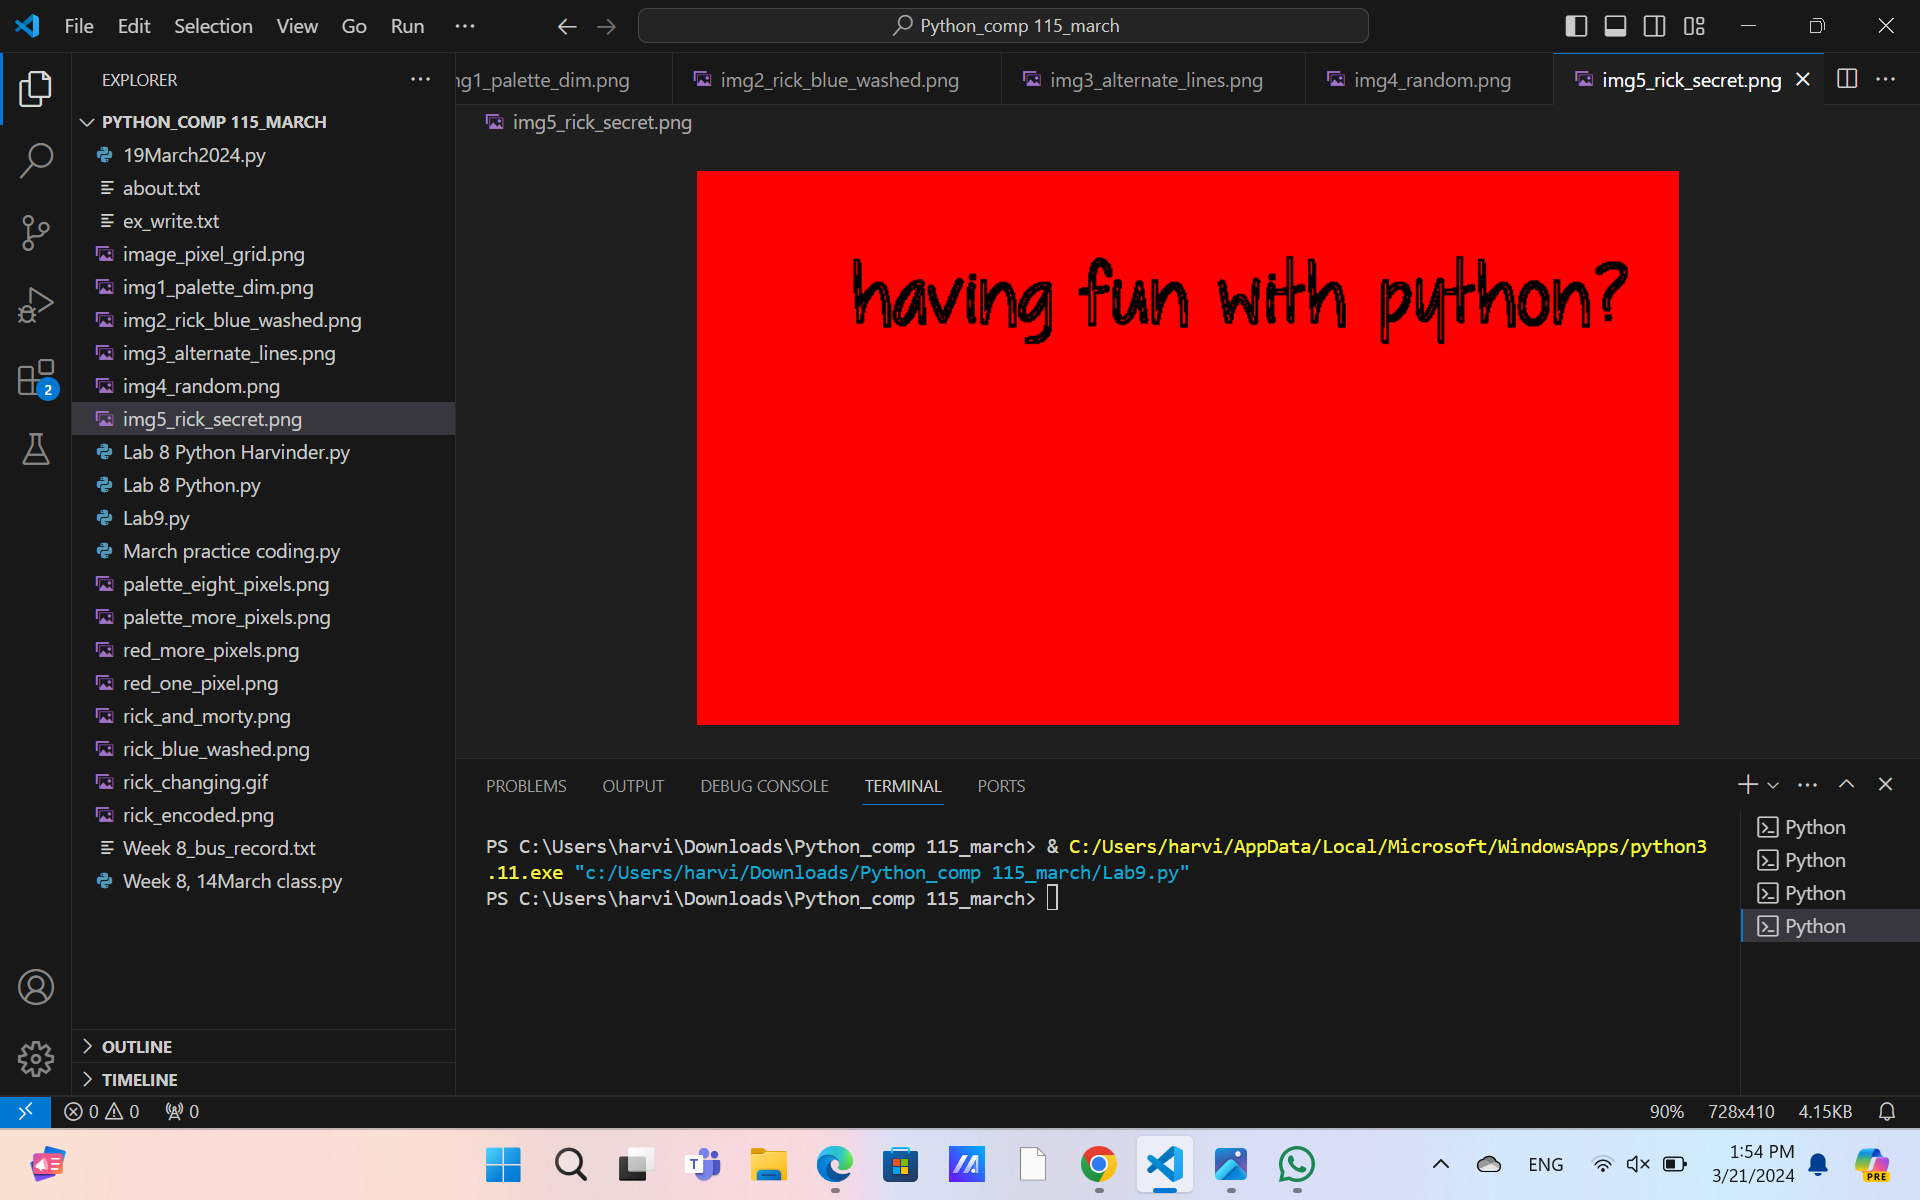 File Edit Selection View Go Run ...
Python_comp 115_march
EXPLORER
ng1_palette_dim.png img2_rick_blue_washed.png img3_alternate_lines.png img4_random.png img5_rick_secret.png
img5_rick_secret.png
PYTHON_COMP 115_MARCH
19March2024.py
about.txt
ex_write.txt
image_pixel_grid.png
img1_palette_dim.png
img2_rick_blue_washed.png
img3_alternate_lines.png
img4_random.png
img5_rick_secret.png
Lab 8 Python Harvinder.py
Lab 8 Python.py
Lab9.py
March practice coding.py
palette_eight_pixels.png
palette_more_pixels.png
red_more_pixels.png
red_one_pixel.png
rick_and_morty.png
rick_blue_washed.png
rick_changing.gif
rick_encoded.png
Week 8_bus_record.txt
Week 8, 14March class.py
2
OUTLINE
TIMELINE
having fun with python?
PROBLEMS OUTPUT DEBUG CONSOLE TERMINAL PORTS
PS C:\Users\harvi\Downloads\Python_comp 115_march> & C:/Users/harvi/AppData/Local/Microsoft/WindowsApps/python3
.11.exe "c:/Users/harvi/Downloads/Python_comp 115_march/Lab9.py"
PS C:\Users\harvi\Downloads\Python_comp 115_march>
Python
Python
Python
Python
0 0 0
90% 728x410 4.15KB
T
ENG
1:54 PM
3/21/2024
PRE